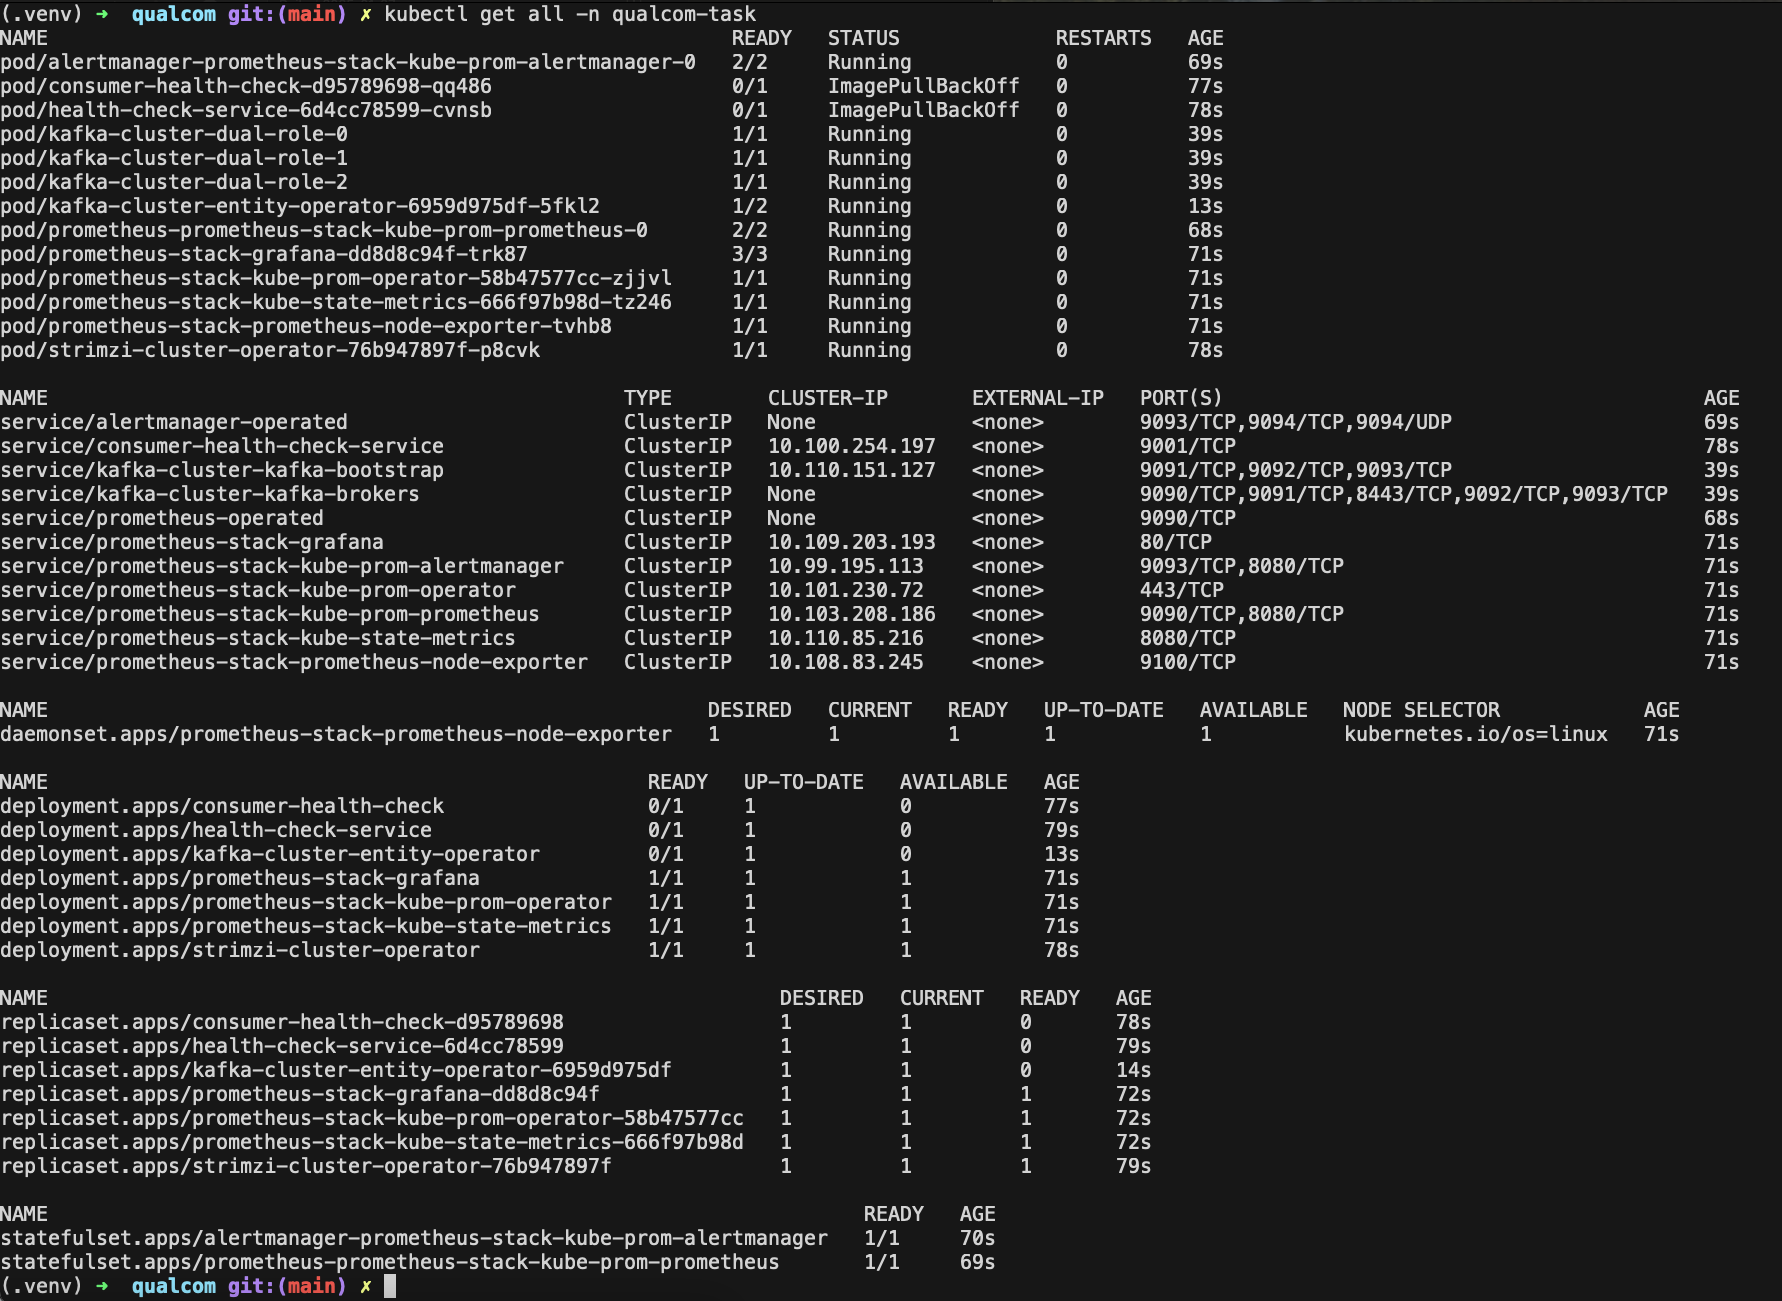 (.venv) ➜  qualcom git:(main) ✗ kubectl get all -n qualcom-task
NAME                                                         READY   STATUS             RESTARTS   AGE
pod/alertmanager-prometheus-stack-kube-prom-alertmanager-0   2/2     Running            0          69s
pod/consumer-health-check-d95789698-qq486                    0/1     ImagePullBackOff   0          77s
pod/health-check-service-6d4cc78599-cvnsb                    0/1     ImagePullBackOff   0          78s
pod/kafka-cluster-dual-role-0                                1/1     Running            0          39s
pod/kafka-cluster-dual-role-1                                1/1     Running            0          39s
pod/kafka-cluster-dual-role-2                                1/1     Running            0          39s
pod/kafka-cluster-entity-operator-6959d975df-5fkl2           1/2     Running            0          13s
pod/prometheus-prometheus-stack-kube-prom-prometheus-0       2/2     Running            0          68s
pod/prometheus-stack-grafana-dd8d8c94f-trk87                 3/3     Running            0          71s
pod/prometheus-stack-kube-prom-operator-58b47577cc-zjjvl     1/1     Running            0          71s
pod/prometheus-stack-kube-state-metrics-666f97b98d-tz246     1/1     Running            0          71s
pod/prometheus-stack-prometheus-node-exporter-tvhb8          1/1     Running            0          71s
pod/strimzi-cluster-operator-76b947897f-p8cvk                1/1     Running            0          78s

NAME                                                TYPE        CLUSTER-IP       EXTERNAL-IP   PORT(S)                                        AGE
service/alertmanager-operated                       ClusterIP   None             <none>        9093/TCP,9094/TCP,9094/UDP                     69s
service/consumer-health-check-service               ClusterIP   10.100.254.197   <none>        9001/TCP                                       78s
service/kafka-cluster-kafka-bootstrap               ClusterIP   10.110.151.127   <none>        9091/TCP,9092/TCP,9093/TCP                     39s
service/kafka-cluster-kafka-brokers                 ClusterIP   None             <none>        9090/TCP,9091/TCP,8443/TCP,9092/TCP,9093/TCP   39s
service/prometheus-operated                         ClusterIP   None             <none>        9090/TCP                                       68s
service/prometheus-stack-grafana                    ClusterIP   10.109.203.193   <none>        80/TCP                                         71s
service/prometheus-stack-kube-prom-alertmanager     ClusterIP   10.99.195.113    <none>        9093/TCP,8080/TCP                              71s
service/prometheus-stack-kube-prom-operator         ClusterIP   10.101.230.72    <none>        443/TCP                                        71s
service/prometheus-stack-kube-prom-prometheus       ClusterIP   10.103.208.186   <none>        9090/TCP,8080/TCP                              71s
service/prometheus-stack-kube-state-metrics         ClusterIP   10.110.85.216    <none>        8080/TCP                                       71s
service/prometheus-stack-prometheus-node-exporter   ClusterIP   10.108.83.245    <none>        9100/TCP                                       71s

NAME                                                       DESIRED   CURRENT   READY   UP-TO-DATE   AVAILABLE   NODE SELECTOR            AGE
daemonset.apps/prometheus-stack-prometheus-node-exporter   1         1         1       1            1           kubernetes.io/os=linux   71s

NAME                                                  READY   UP-TO-DATE   AVAILABLE   AGE
deployment.apps/consumer-health-check                 0/1     1            0           77s
deployment.apps/health-check-service                  0/1     1            0           79s
deployment.apps/kafka-cluster-entity-operator         0/1     1            0           13s
deployment.apps/prometheus-stack-grafana              1/1     1            1           71s
deployment.apps/prometheus-stack-kube-prom-operator   1/1     1            1           71s
deployment.apps/prometheus-stack-kube-state-metrics   1/1     1            1           71s
deployment.apps/strimzi-cluster-operator              1/1     1            1           78s

NAME                                                             DESIRED   CURRENT   READY   AGE
replicaset.apps/consumer-health-check-d95789698                  1         1         0       78s
replicaset.apps/health-check-service-6d4cc78599                  1         1         0       79s
replicaset.apps/kafka-cluster-entity-operator-6959d975df         1         1         0       14s
replicaset.apps/prometheus-stack-grafana-dd8d8c94f               1         1         1       72s
replicaset.apps/prometheus-stack-kube-prom-operator-58b47577cc   1         1         1       72s
replicaset.apps/prometheus-stack-kube-state-metrics-666f97b98d   1         1         1       72s
replicaset.apps/strimzi-cluster-operator-76b947897f              1         1         1       79s

NAME                                                                    READY   AGE
statefulset.apps/alertmanager-prometheus-stack-kube-prom-alertmanager   1/1     70s
statefulset.apps/prometheus-prometheus-stack-kube-prom-prometheus       1/1     69s
(.venv) ➜  qualcom git:(main) ✗